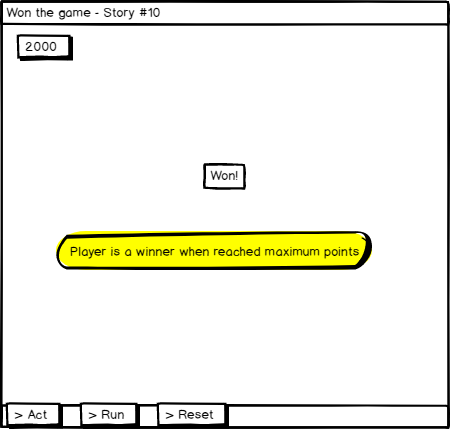 Won the game - Story #10
2000
Won!
Player is a winner when reached maximum points
> Act
> Run
> Reset